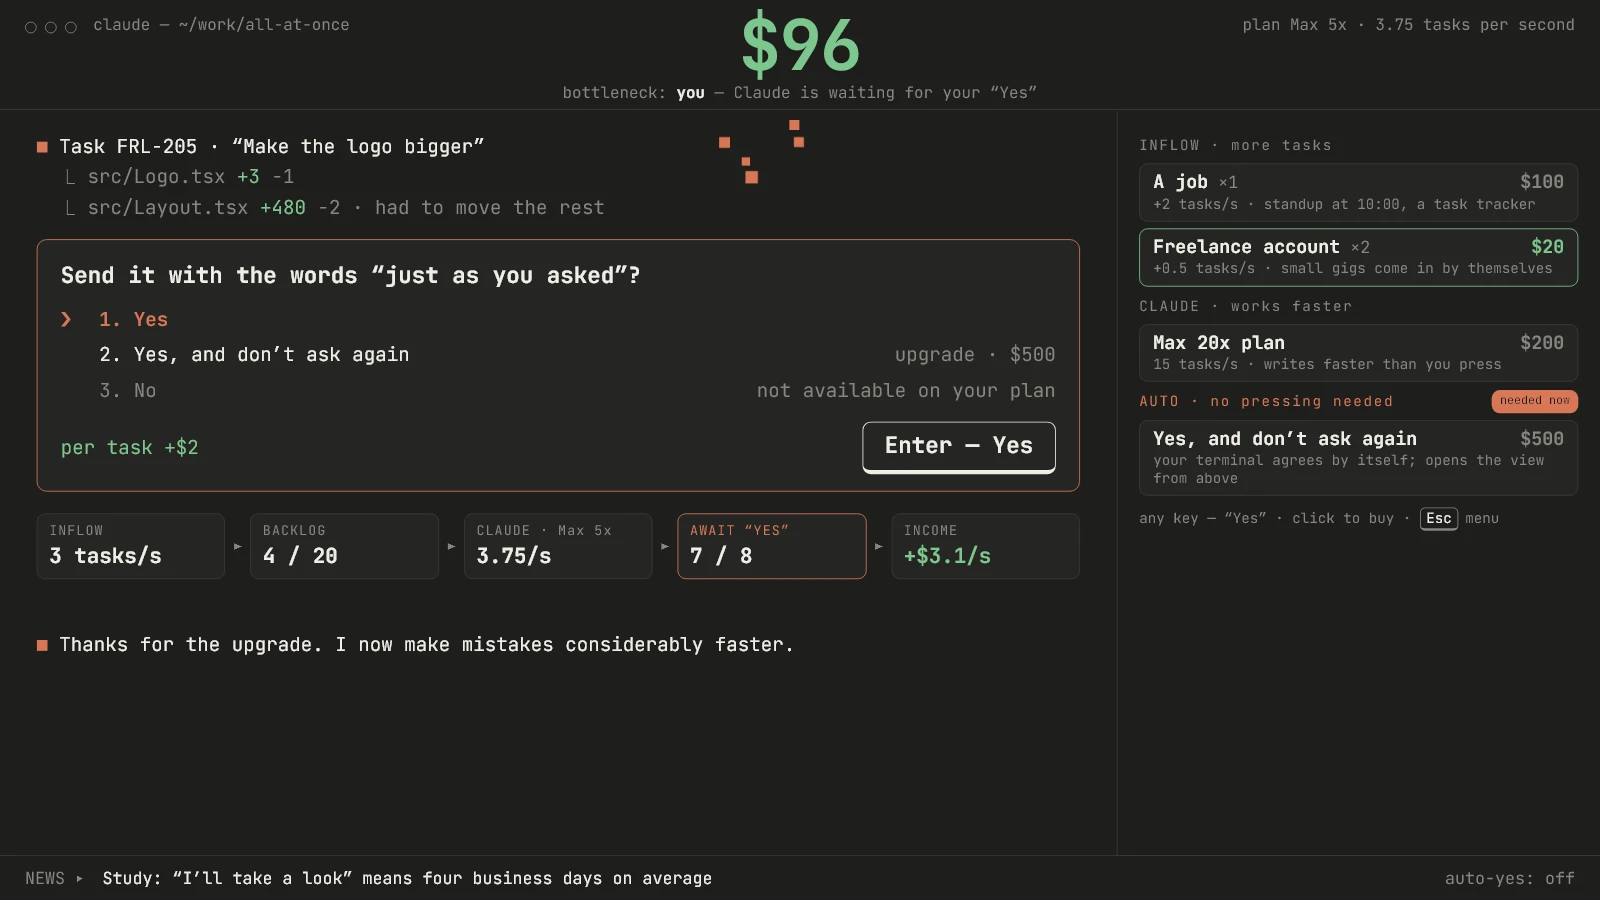 claude — ~/work/all-at-once
$96
plan Max 5x · 3.75 tasks per second
bottleneck: you — Claude is waiting for your “Yes”
Task FRL-205 · “Make the logo bigger”
└ src/Logo.tsx +3 -1
└ src/Layout.tsx +480 -2 · had to move the rest
Send it with the words “just as you asked”?
❯ 1. Yes
2. Yes, and don’t ask again upgrade · $500
3. No not available on your plan
per task +$2 Enter — Yes
INFLOW
3 tasks/s
▸
BACKLOG
4 / 20
▸
CLAUDE · Max 5x
3.75/s
▸
AWAIT “YES”
7 / 8
▸
INCOME
+$3.1/s
Thanks for the upgrade. I now make mistakes considerably faster.
INFLOW · more tasks
A job ×1 $100
+2 tasks/s · standup at 10:00, a task tracker
Freelance account ×2 $20
+0.5 tasks/s · small gigs come in by themselves
CLAUDE · works faster
Max 20x plan $200
15 tasks/s · writes faster than you press
AUTO · no pressing needed needed now
Yes, and don’t ask again $500
your terminal agrees by itself; opens the view
from above
any key — “Yes” · click to buy · Esc menu
NEWS ▸ Study: “I’ll take a look” means four business days on average
auto-yes: off